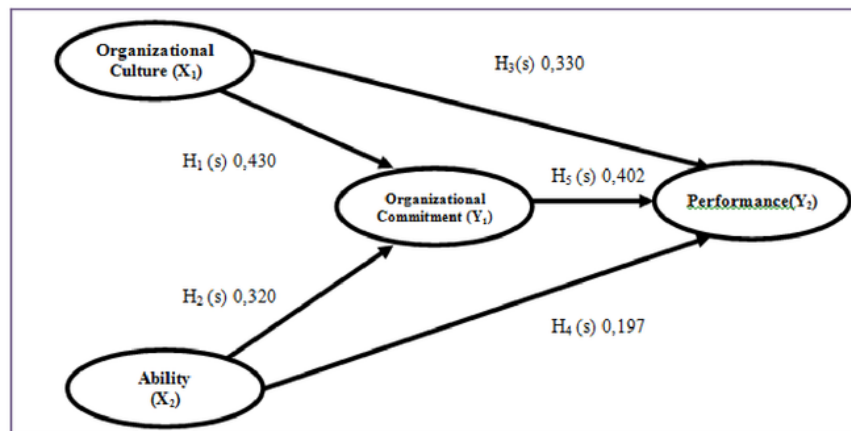 Organizational
Culture (X₁)
H₃(s) 0,330
H₁ (s) 0,430
H₅ (s) 0,402
Organizational
Commitment (Y₁)
Performance(Y₂)
H₂ (s) 0,320
H₄ (s) 0,197
Ability
(X₂)